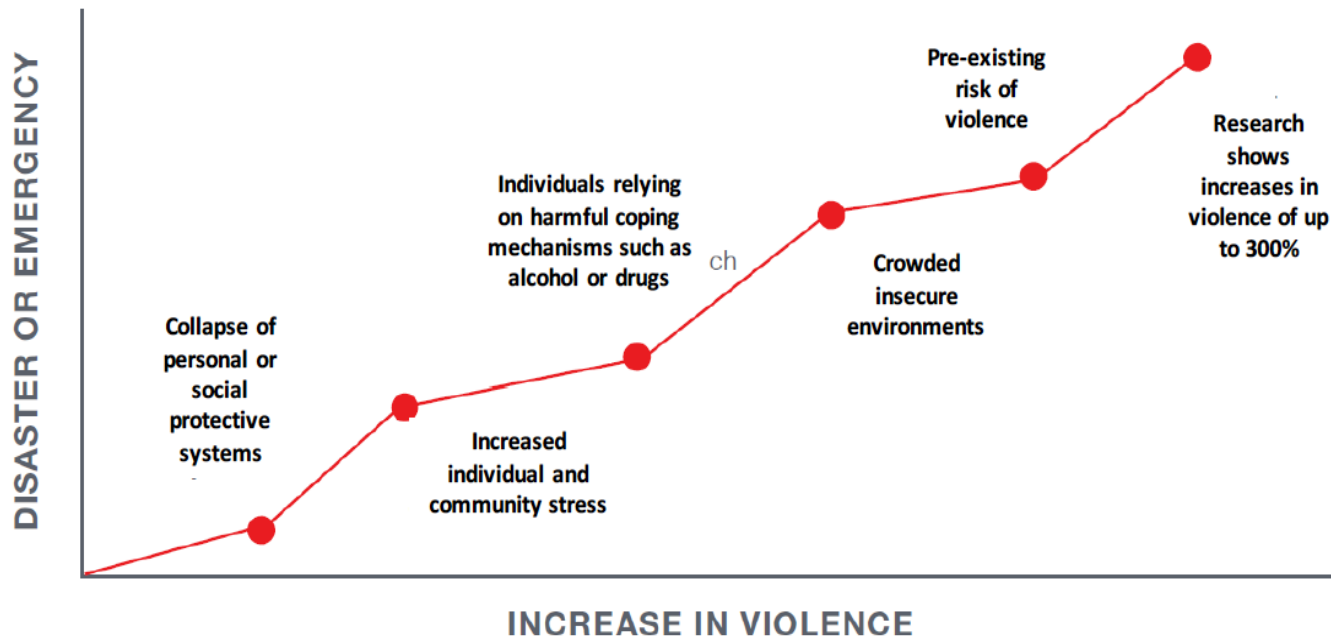 DISASTER OR EMERGENCY
Collapse of
personal or
social
protective
systems
Increased
individual and
community stress
Individuals relying
on harmful coping
mechanisms such as
alcohol or drugs
ch
Crowded
insecure
environments
Pre-existing
risk of
violence
Research
shows
increases in
violence of up
to 300%
INCREASE IN VIOLENCE